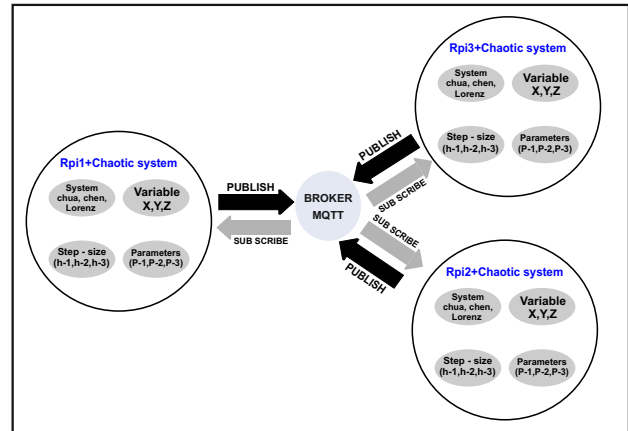 Rpi3+Chaotic system
System
chua, chen,
Lorenz
Variable
X,Y,Z
Step - size
(h-1,h-2,h-3)
Parameters
(P-1,P-2,P-3)
Rpi1+Chaotic system
System
chua, chen,
Lorenz
Variable
X,Y,Z
Step - size
(h-1,h-2,h-3)
Parameters
(P-1,P-2,P-3)
PUBLISH
SUB SCRIBE
BROKER
MQTT
PUBLISH
SUB SCRIBE
SUB SCRIBE
PUBLISH
Rpi2+Chaotic system
System
chua, chen,
Lorenz
Variable
X,Y,Z
Step - size
(h-1,h-2,h-3)
Parameters
(P-1,P-2,P-3)